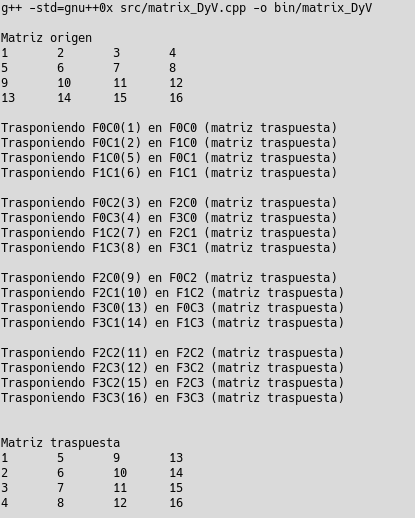 g++ -std=gnu++0x src/matrix_DyV.cpp -o bin/matrix_DyV
Matriz origen
1 2 3 4
5 6 7 8
9 10 11 12
13 14 15 16
Trasponiendo F0C0(1) en F0C0 (matriz traspuesta)
Trasponiendo F0C1(2) en F1C0 (matriz traspuesta)
Trasponiendo F1C0(5) en F0C1 (matriz traspuesta)
Trasponiendo F1C1(6) en F1C1 (matriz traspuesta)
Trasponiendo F0C2(3) en F2C0 (matriz traspuesta)
Trasponiendo F0C3(4) en F3C0 (matriz traspuesta)
Trasponiendo F1C2(7) en F2C1 (matriz traspuesta)
Trasponiendo F1C3(8) en F3C1 (matriz traspuesta)
Trasponiendo F2C0(9) en F0C2 (matriz traspuesta)
Trasponiendo F2C1(10) en F1C2 (matriz traspuesta)
Trasponiendo F3C0(13) en F0C3 (matriz traspuesta)
Trasponiendo F3C1(14) en F1C3 (matriz traspuesta)
Trasponiendo F2C2(11) en F2C2 (matriz traspuesta)
Trasponiendo F2C3(12) en F3C2 (matriz traspuesta)
Trasponiendo F3C2(15) en F2C3 (matriz traspuesta)
Trasponiendo F3C3(16) en F3C3 (matriz traspuesta)
Matriz traspuesta
1 5 9 13
2 6 10 14
3 7 11 15
4 8 12 16